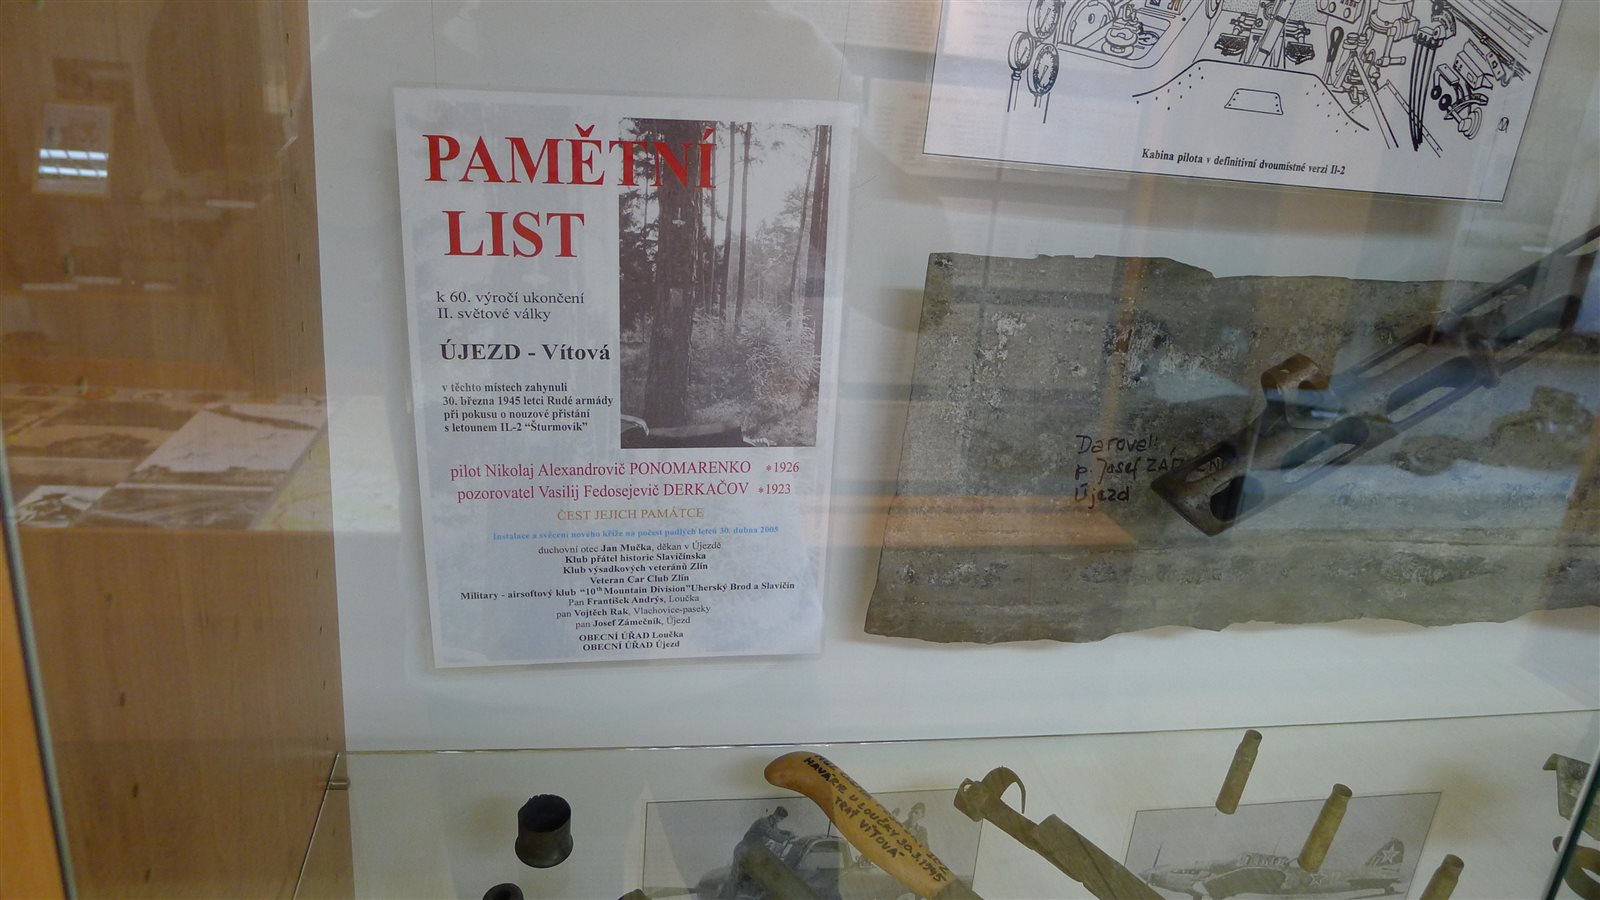 PAMĚTNÍ
LIST
k 60. výročí ukončení
II. světové války
ÚJEZD - Vítová
v těchto místech zahynuli
30. března 1945 letci Rudé armády
při pokusu o nouzové přistání
s letounem IL-2 “Šturmovik”
pilot Nikolaj Alexandrovič PONOMARENKO *1926
pozorovatel Vasilij Fedosejevič DERKAČOV *1923
ČEST JEJICH PAMÁTCE
Instalace a svěcení nového kříže na počest padlých letců 30. dubna 2005
duchovní otec Jan Mučka, děkan v Újezdě
Klub přátel historie Slavičínska
Klub výsadkových veteránů Zlín
Veteran Car Club Zlín
Military - airsoftový klub “10th Mountain Division”Uherský Brod a Slavičín
Pan František Andrýs, Loučka
pan Vojtěch Rak, Vlachovice-paseky
pan Josef Zámečník, Újezd
OBECNÍ ÚŘAD Loučka
OBECNÍ ÚŘAD Újezd
Kabina pilota v definitivní dvoumístné verzi Il-2
Daroval
p. Josef
Újezd
HAVÁRIE U LOUČKY 30.3.1945
TRAŤ VÍTOVÁ